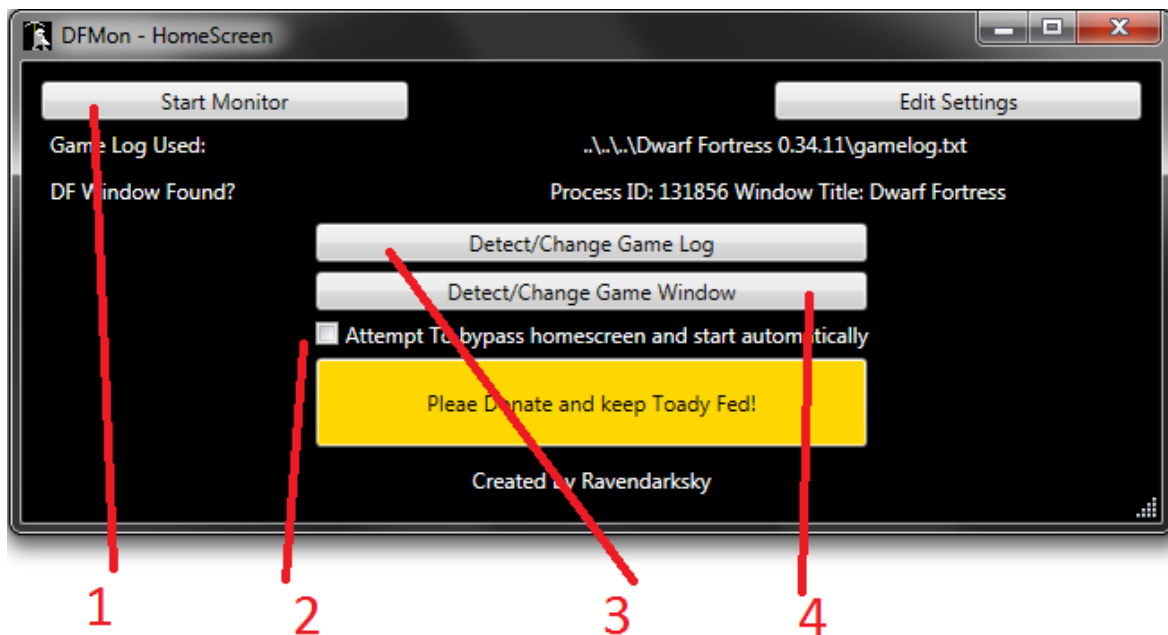 DFMon - HomeScreen
Start Monitor Edit Settings
Game Log Used: ..\..\..\Dwarf Fortress 0.34.11\gamelog.txt
DF Window Found? Process ID: 131856 Window Title: Dwarf Fortress
Detect/Change Game Log
Detect/Change Game Window
Attempt To bypass homescreen and start automatically
Pleae Donate and keep Toady Fed!
Created by Ravendarksky
1 2 3 4